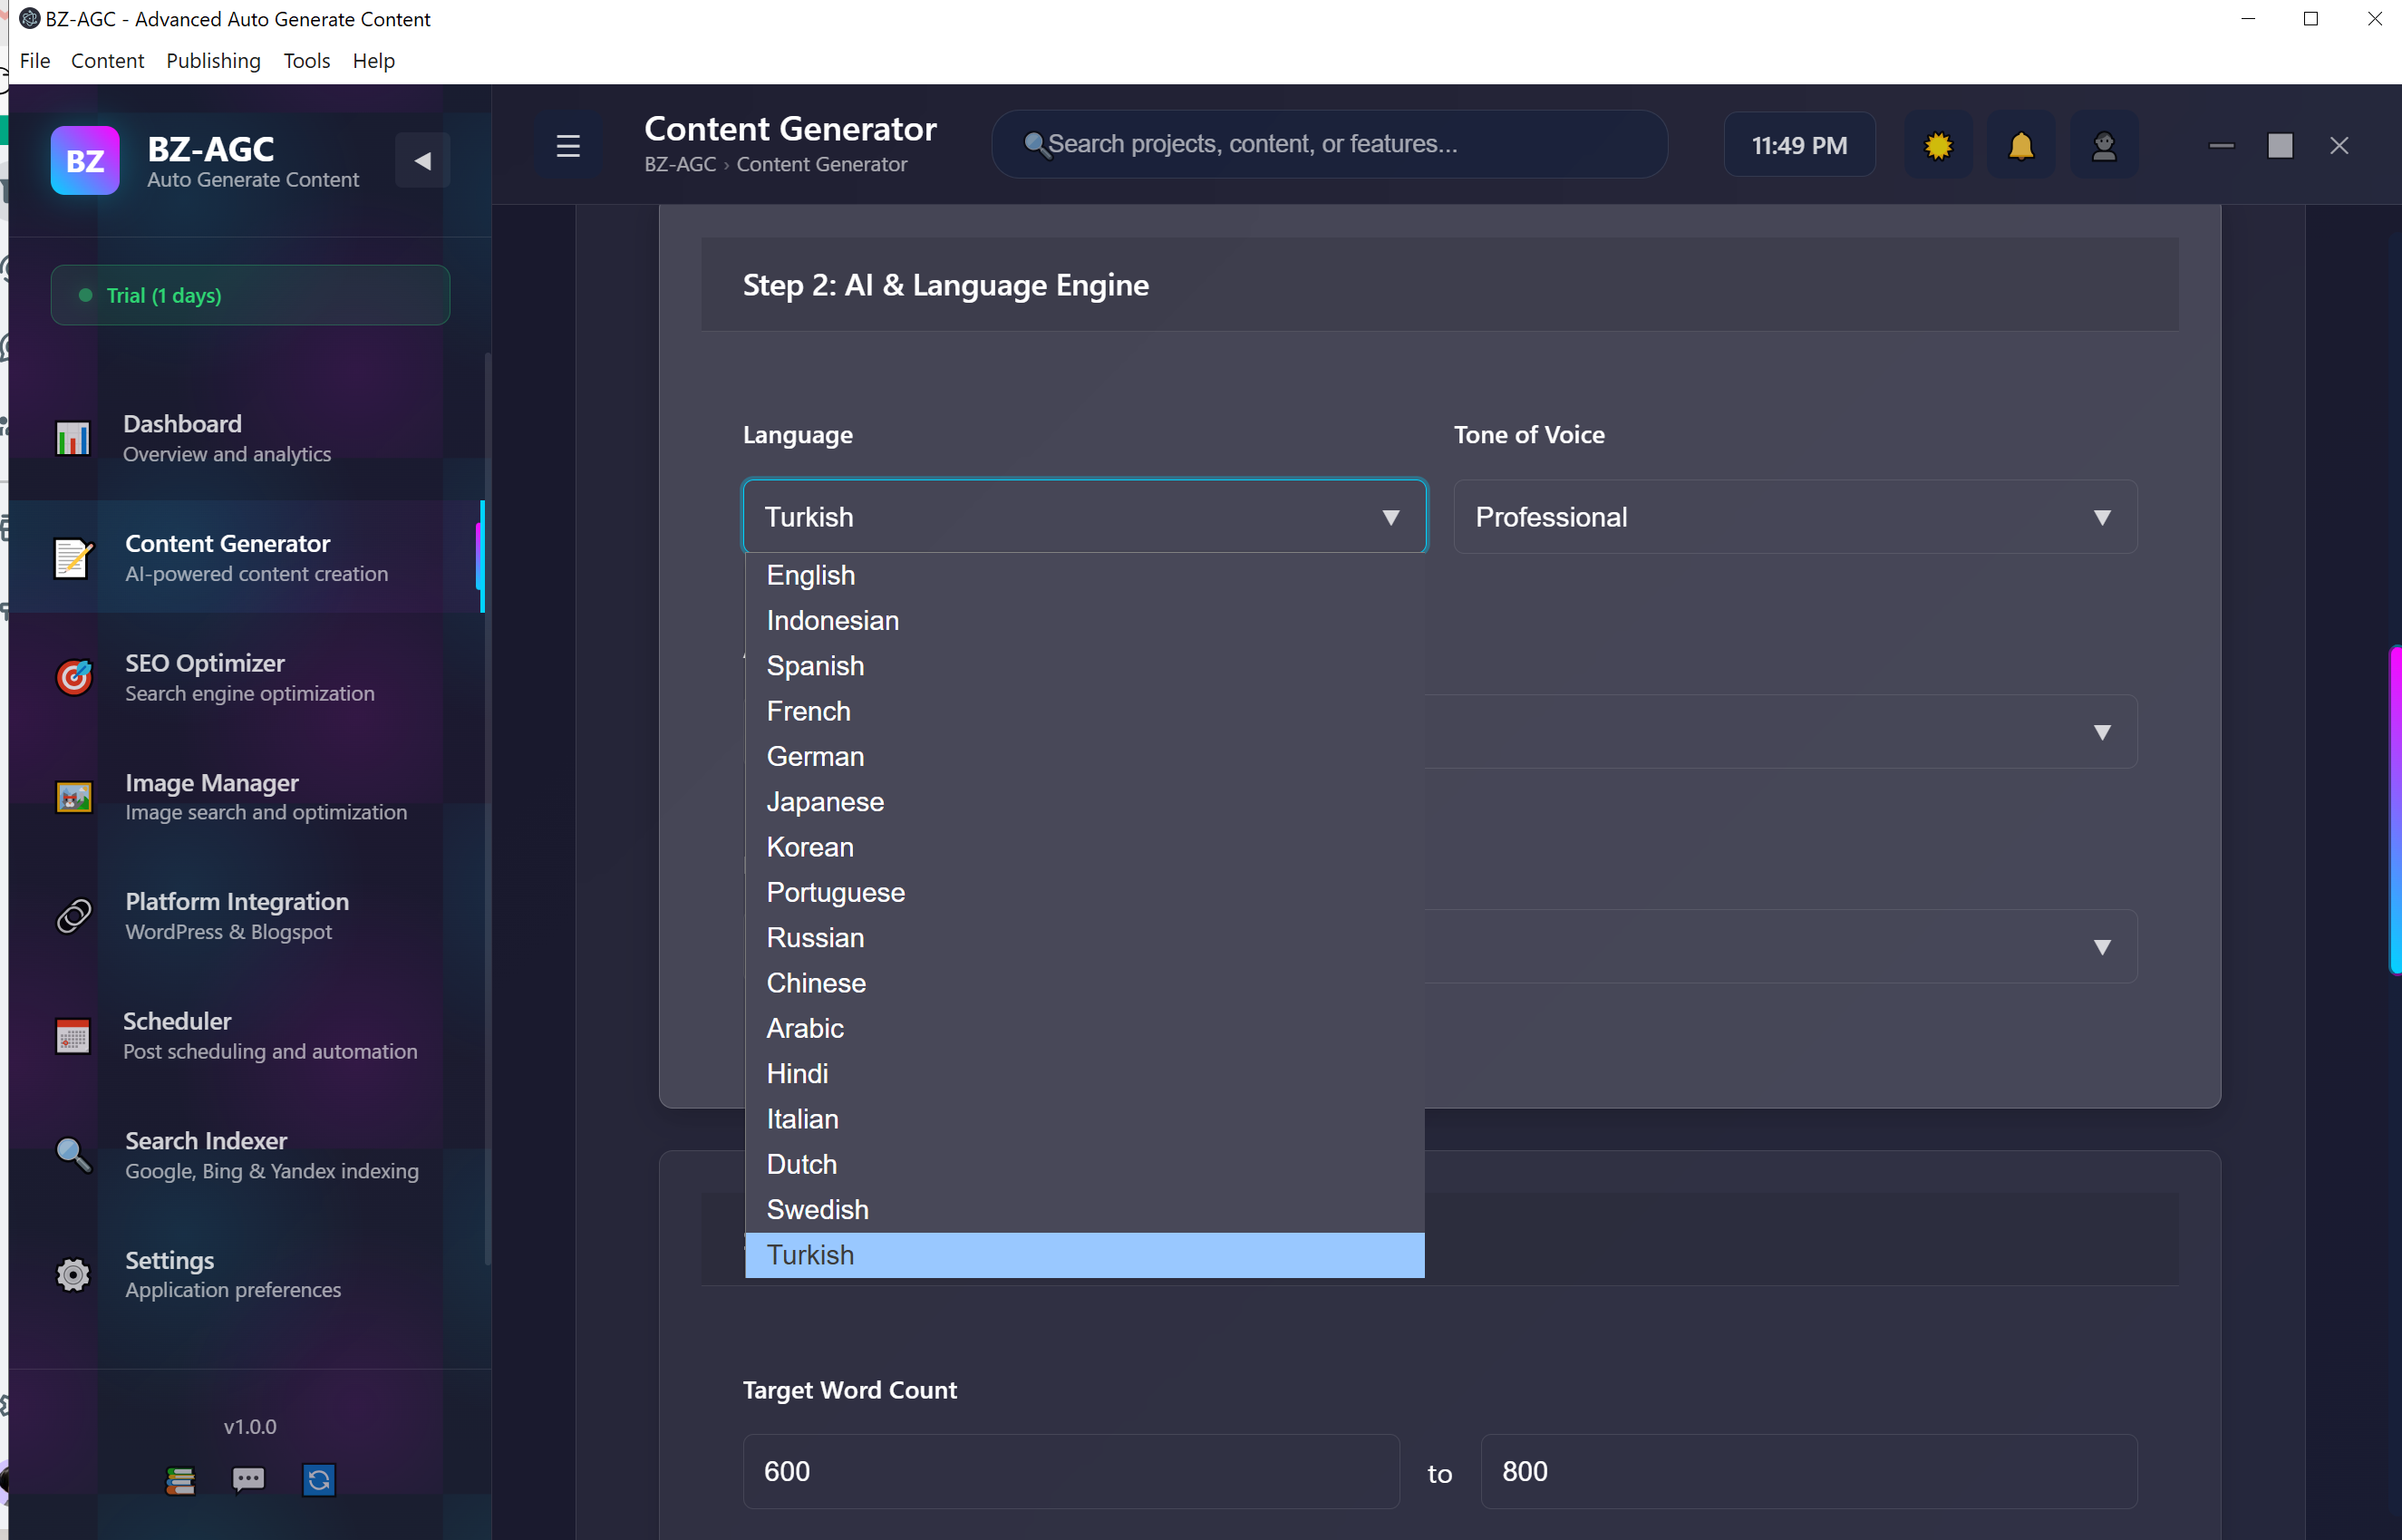 BZ-AGC - Advanced Auto Generate Content
File Content Publishing Tools Help
BZ
BZ-AGC
Auto Generate Content
Trial (1 days)
Dashboard
Overview and analytics
Content Generator
AI-powered content creation
SEO Optimizer
Search engine optimization
Image Manager
Image search and optimization
Platform Integration
WordPress & Blogspot
Scheduler
Post scheduling and automation
Search Indexer
Google, Bing & Yandex indexing
Settings
Application preferences
v1.0.0
Content Generator
BZ-AGC › Content Generator
Search projects, content, or features...
11:49 PM
Step 2: AI & Language Engine
Language
Tone of Voice
Turkish
Professional
English
Indonesian
Spanish
French
German
Japanese
Korean
Portuguese
Russian
Chinese
Arabic
Hindi
Italian
Dutch
Swedish
Turkish
Target Word Count
600 to 800